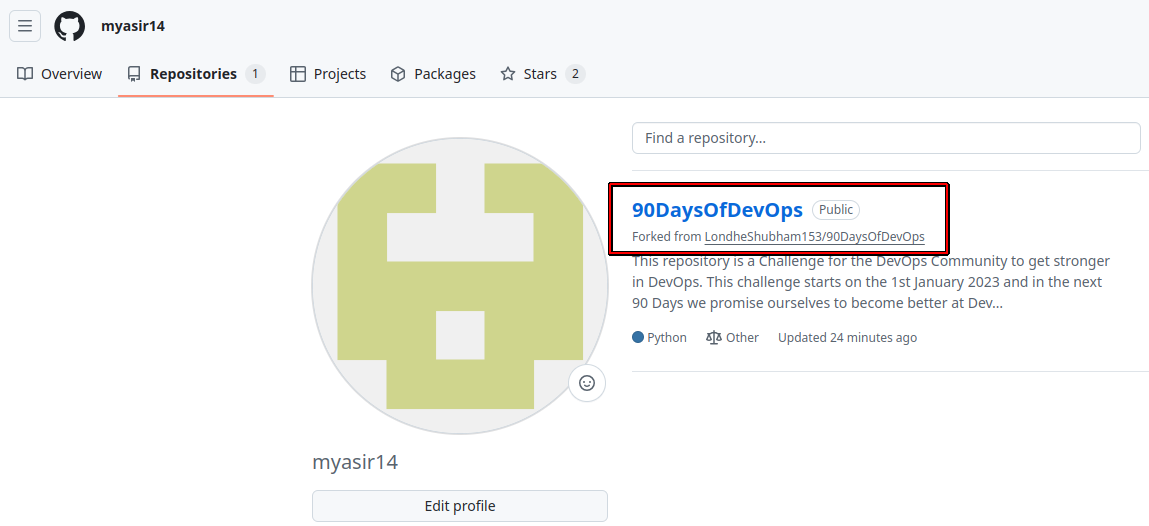 myasir14
Overview Repositories 1 Projects Packages Stars 2
Find a repository...
90DaysOfDevOps Public
Forked from LondheShubham153/90DaysOfDevOps
This repository is a Challenge for the DevOps Community to get stronger
in DevOps. This challenge starts on the 1st January 2023 and in the next
90 Days we promise ourselves to become better at Dev...
Python Other Updated 24 minutes ago
myasir14
Edit profile